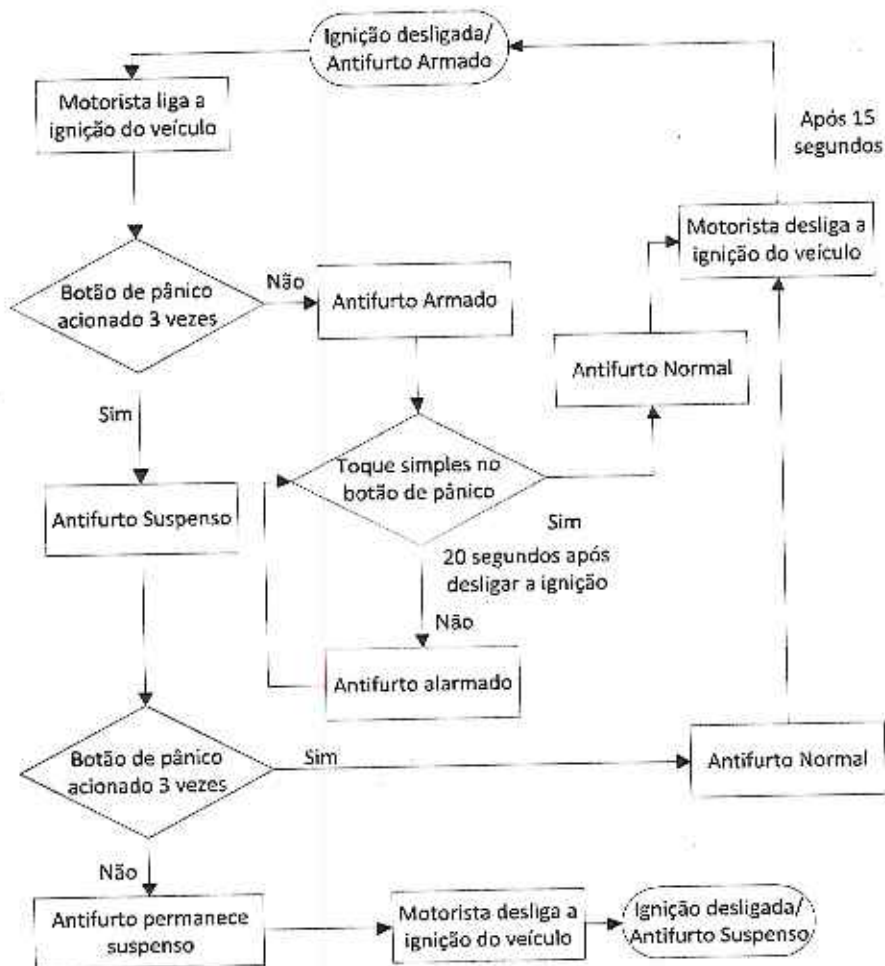 Ignição desligada/
Antifurto Armado
Motorista liga a
ignição do veículo
Após 15
segundos
Motorista desliga a
ignição do veículo
Botão de pânico
acionado 3 vezes
Não
Antifurto Armado
Antifurto Normal
Sim
Toque simples no
botão de pânico
Sim
Antifurto Suspenso
20 segundos após
desligar a ignição
Não
Antifurto alarmado
Botão de pânico
acionado 3 vezes
Sim
Antifurto Normal
Não
Antifurto permanece
suspenso
Motorista desliga a
ignição do veículo
Ignição desligada/
Antifurto Suspenso